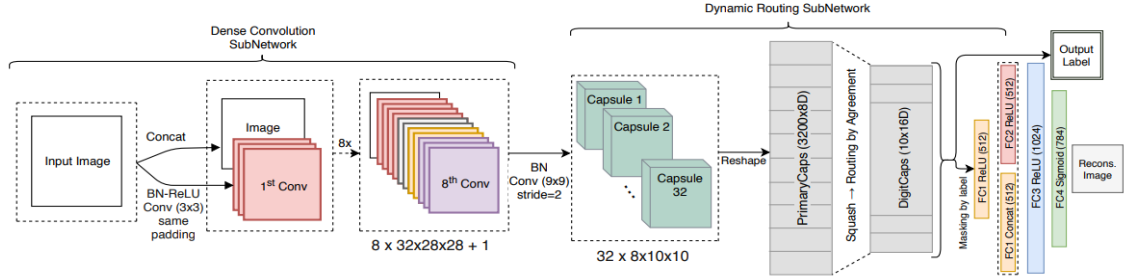 Dense Convolution
SubNetwork
Dynamic Routing SubNetwork
Input Image
Concat
BN-ReLU
Conv (3x3)
same
padding
Image
1st Conv
8x
8th Conv
8 x 32x28x28 + 1
BN
Conv (9x9)
stride=2
Capsule 1
Capsule 2
Capsule
32
32 x 8x10x10
Reshape
PrimaryCaps (3200x8D)
Squash → Routing by Agreement
DigitCaps (10x16D)
Masking by label
FC1 ReLU (512)
FC2 ReLU (512)
FC1 Concat (512)
FC3 ReLU (1024)
FC4 Sigmoid (784)
Output
Label
Recons.
Image